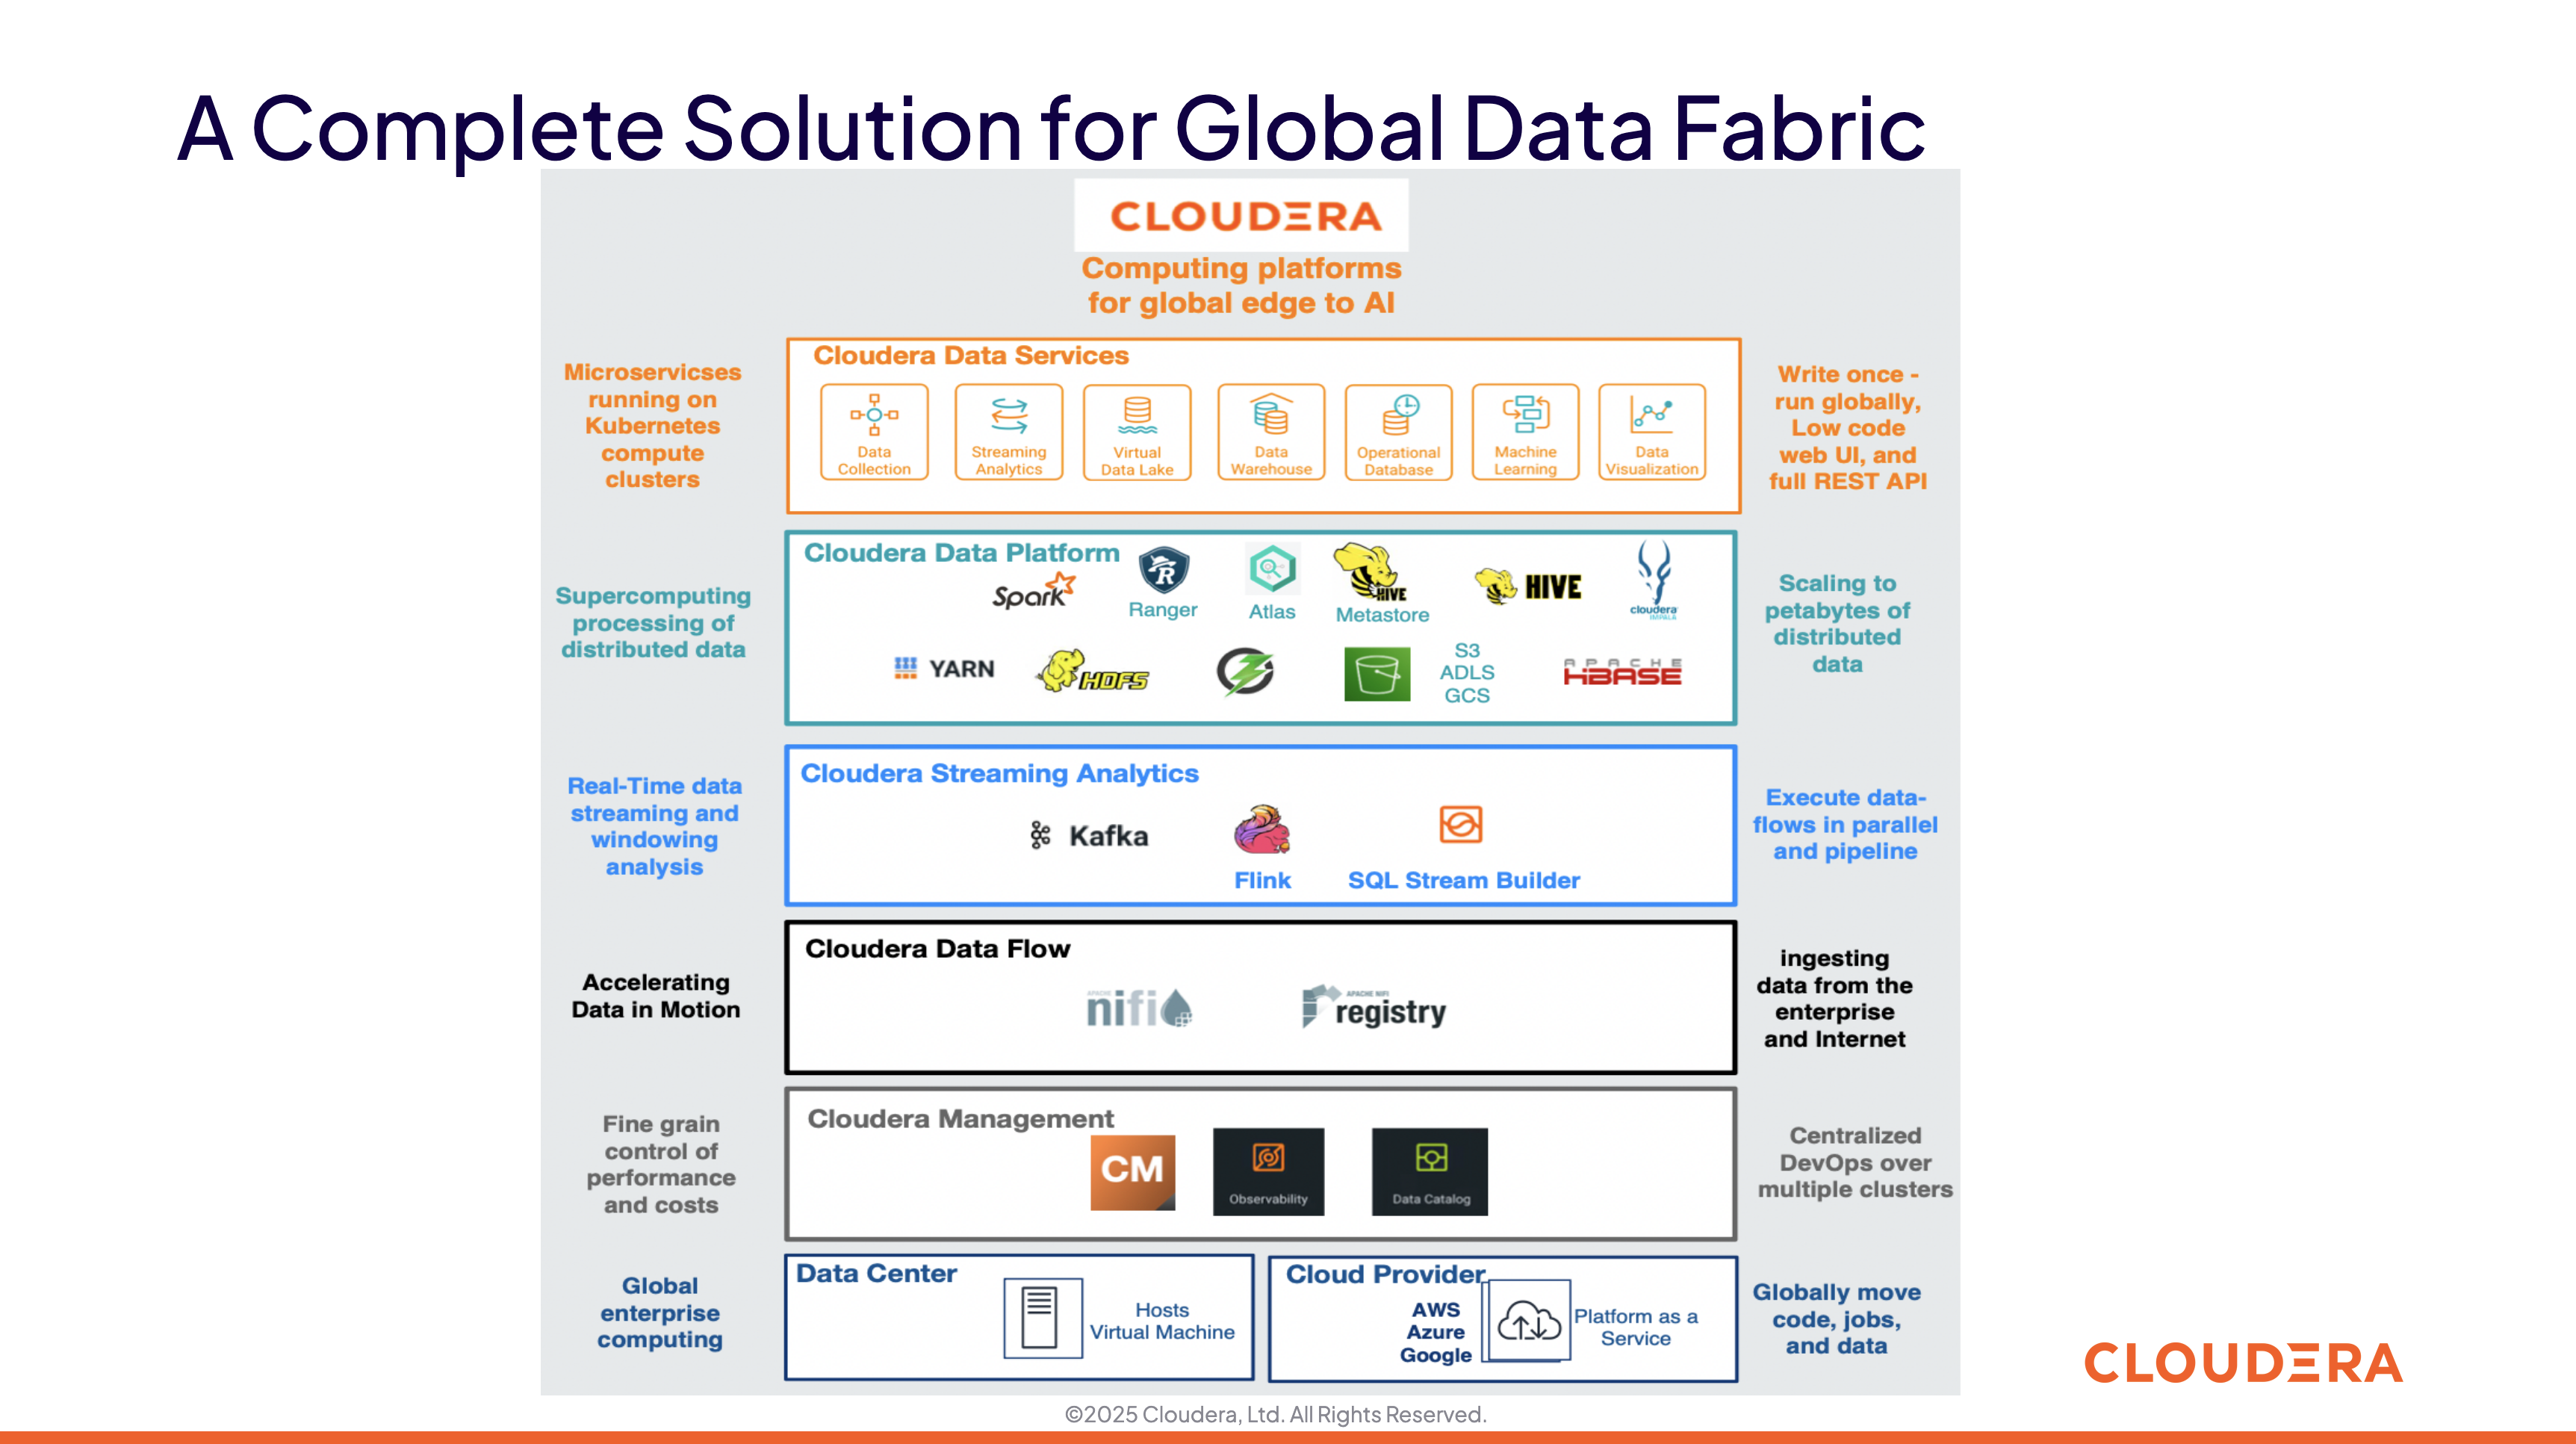 A Complete Solution for Global Data Fabric
CLOUDERA
Computing platforms
for global edge to AI
Microservicses
running on
Kubernetes
compute
clusters
Cloudera Data Services
Data
Collection
Streaming
Analytics
Virtual
Data Lake
Data
Warehouse
Operational
Database
Machine
Learning
Data
Visualization
Write once -
run globally,
Low code
web UI, and
full REST API
Supercomputing
processing of
distributed data
Cloudera Data Platform
Spark
R
Ranger
Atlas
HIVE
Metastore
HIVE
cloudera
IMPALA
YARN
HDFS
S3
ADLS
GCS
APACHE
HBASE
Scaling to
petabytes of
distributed
data
Real-Time data
streaming and
windowing
analysis
Cloudera Streaming Analytics
Kafka
Flink
SQL Stream Builder
Execute data-
flows in parallel
and pipeline
Accelerating
Data in Motion
Cloudera Data Flow
APACHE
nifi
APACHE NIFI
registry
ingesting
data from the
enterprise
and Internet
Fine grain
control of
performance
and costs
Cloudera Management
CM
Observability
Data Catalog
Centralized
DevOps over
multiple clusters
Global
enterprise
computing
Data Center
Hosts
Virtual Machine
Cloud Provider
AWS
Azure
Google
Platform as a
Service
Globally move
code, jobs,
and data
CLOUDERA
©2025 Cloudera, Ltd. All Rights Reserved.